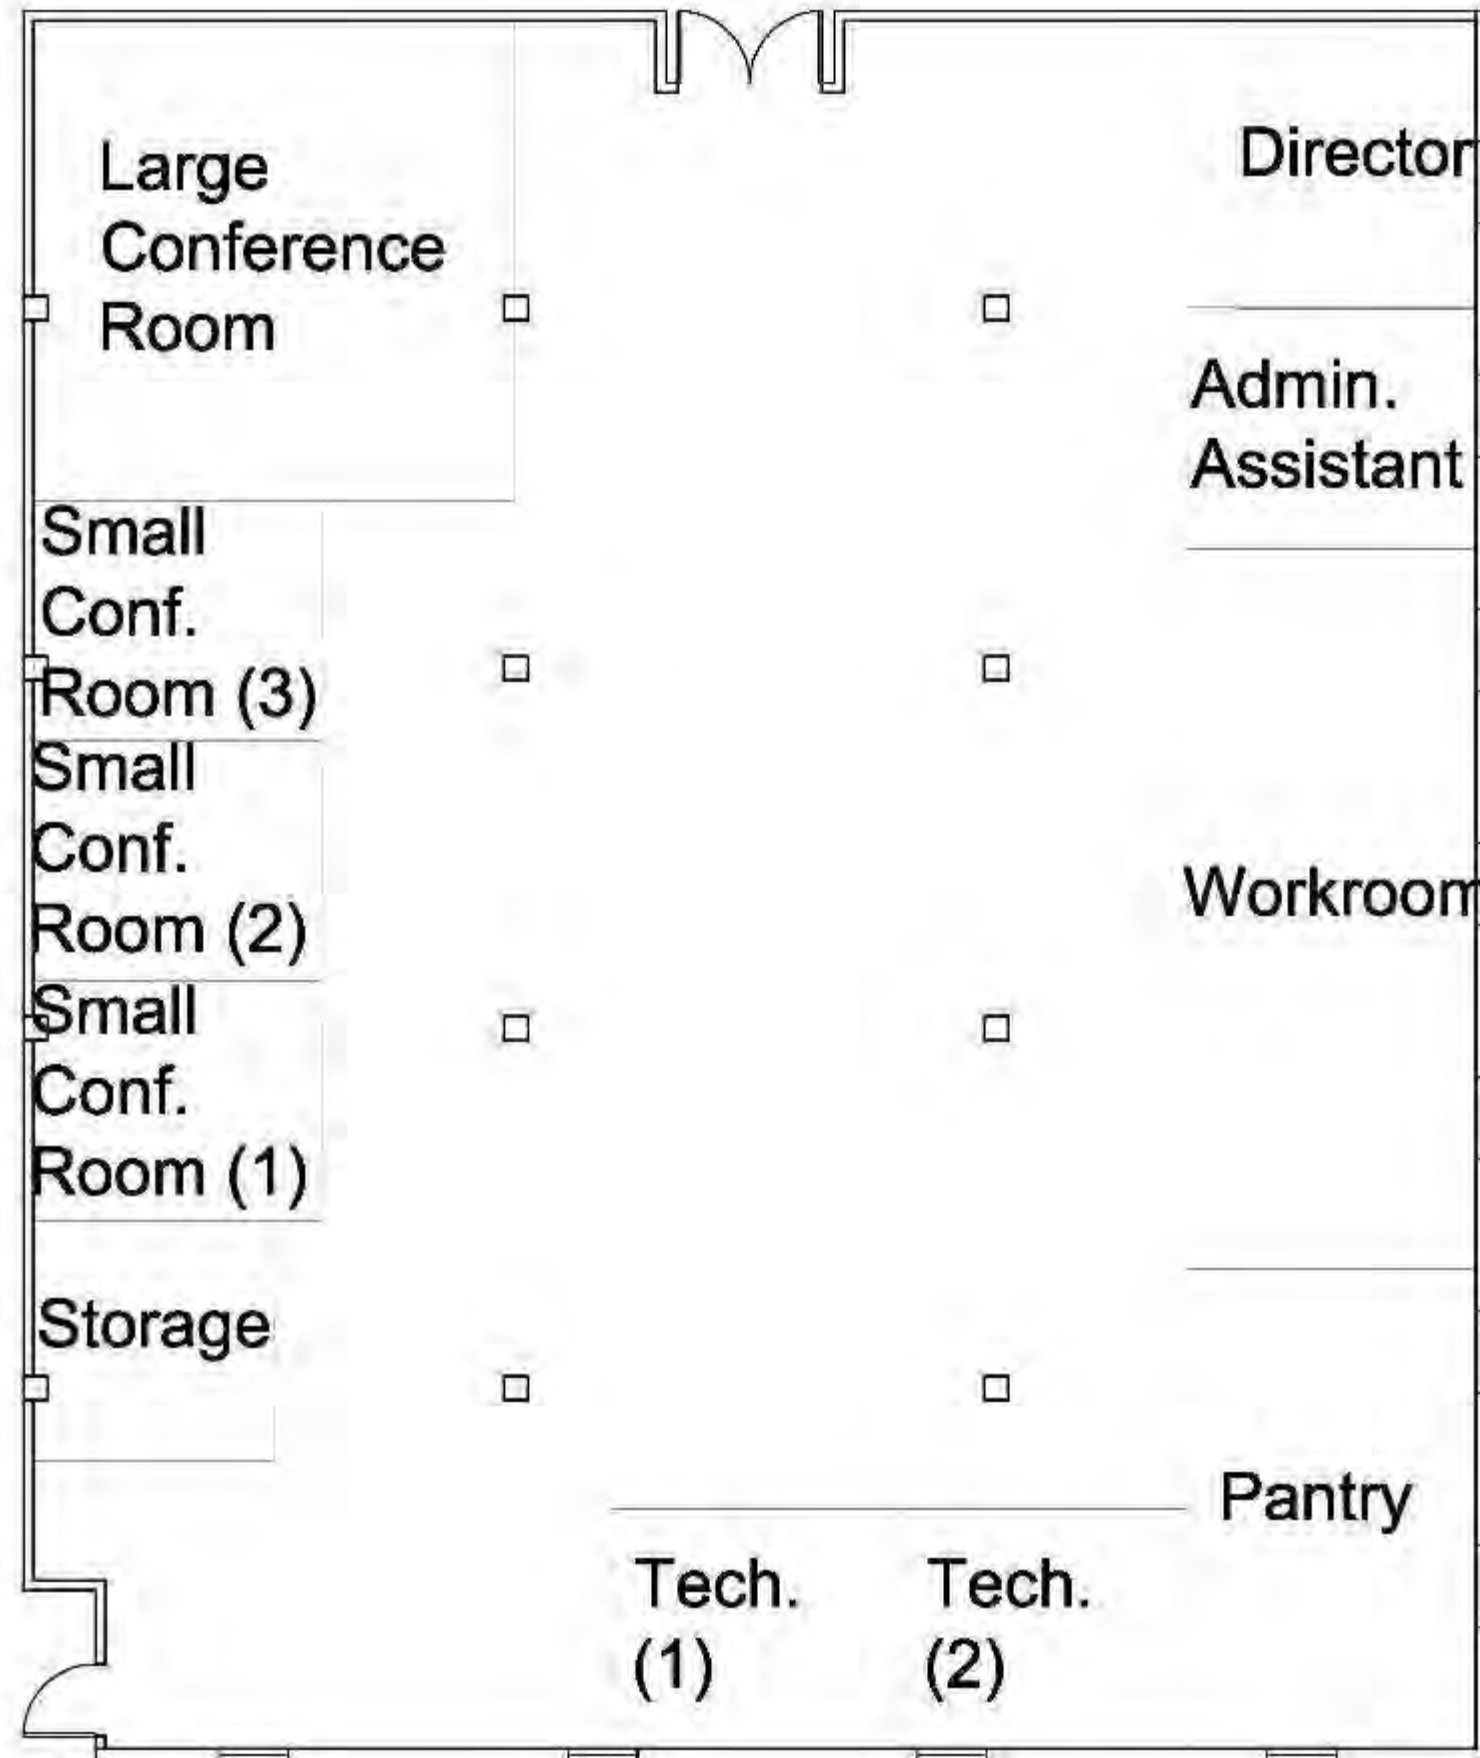 Large
Conference
Room
Director
Admin.
Assistant
Small
Conf.
Room (3)
Small
Conf.
Room (2)
Workroom
Small
Conf.
Room (1)
Storage
Pantry
Tech.
(1)
Tech.
(2)